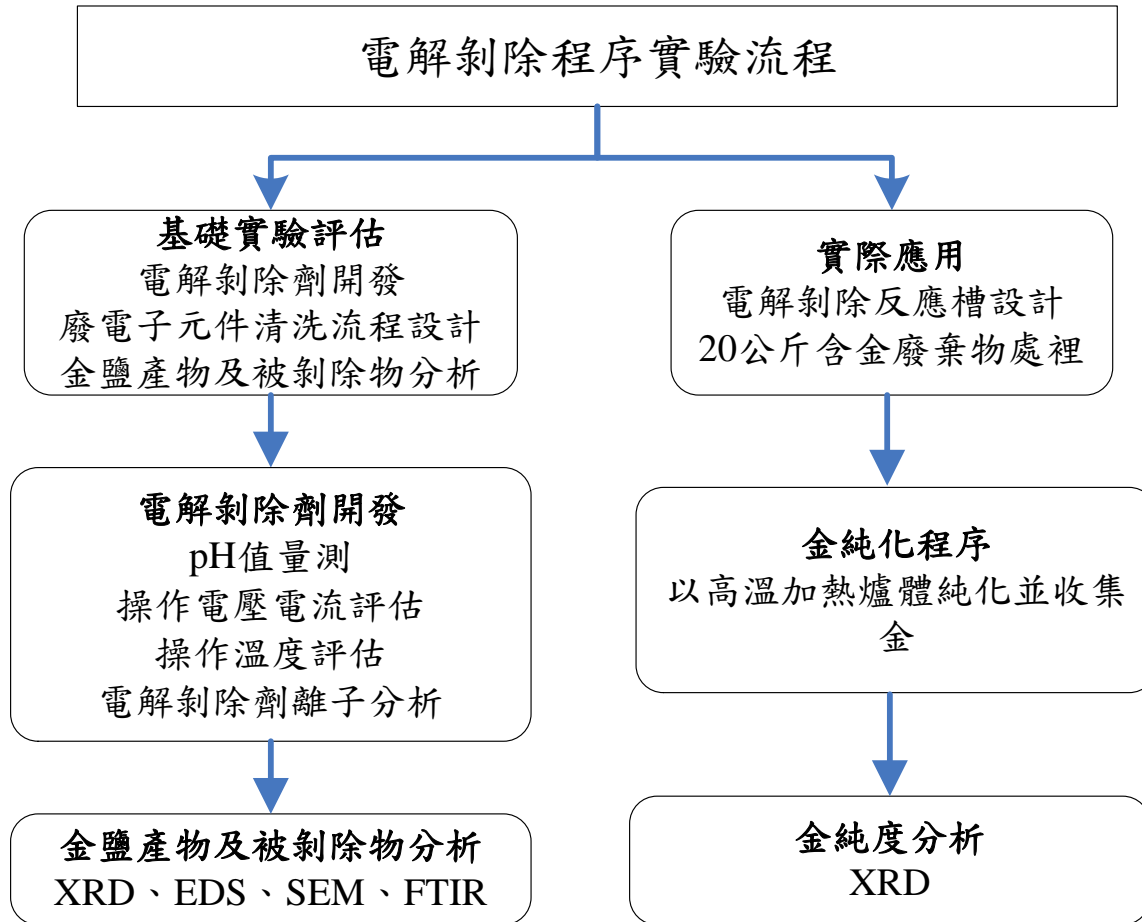 電解剝除程序實驗流程
基礎實驗評估
電解剝除劑開發
廢電子元件清洗流程設計
金鹽產物及被剝除物分析
電解剝除劑開發
pH值量測
操作電壓電流評估
操作溫度評估
電解剝除劑離子分析
金鹽產物及被剝除物分析
XRD、EDS、SEM、FTIR
實際應用
電解剝除反應槽設計
20公斤含金廢棄物處裡
金純化程序
以高溫加熱爐體純化並收集
金
金純度分析
XRD